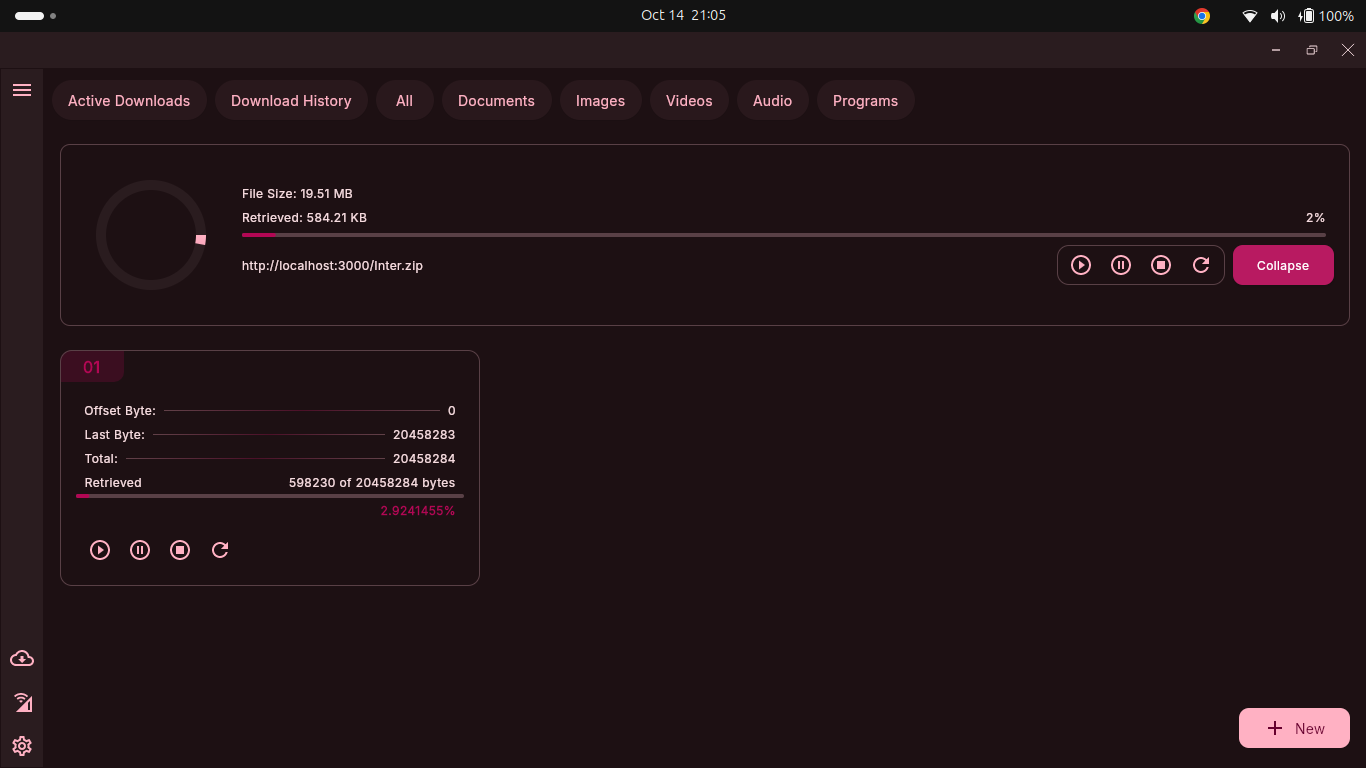 Oct 14 21:05
100%
Active Downloads Download History All Documents Images Videos Audio Programs
File Size: 19.51 MB
Retrieved: 584.21 KB 2%
http://localhost:3000/Inter.zip
Collapse
01
Offset Byte: 0
Last Byte: 20458283
Total: 20458284
Retrieved 598230 of 20458284 bytes
2.9241455%
New